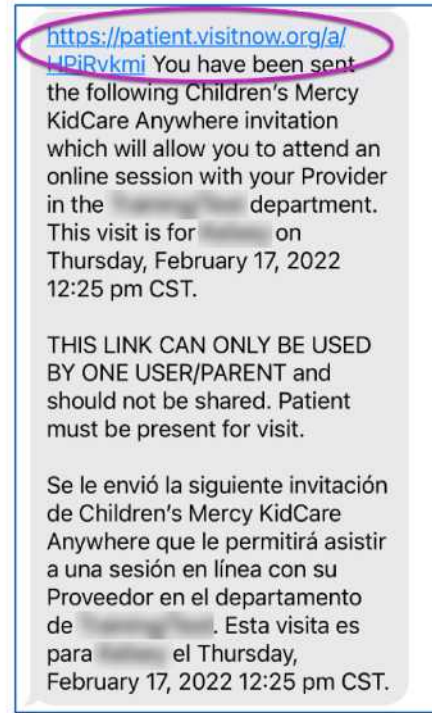 https://patient.visitnow.org/a/
HPjRvkmi You have been sent
the following Children's Mercy
KidCare Anywhere invitation
which will allow you to attend an
online session with your Provider
in the department.
This visit is for on
Thursday, February 17, 2022
12:25 pm CST.
THIS LINK CAN ONLY BE USED
BY ONE USER/PARENT and
should not be shared. Patient
must be present for visit.
Se le envió la siguiente invitación
de Children's Mercy KidCare
Anywhere que le permitirá asistir
a una sesión en línea con su
Proveedor en el departamento
de . Esta visita es
para el Thursday,
February 17, 2022 12:25 pm CST.